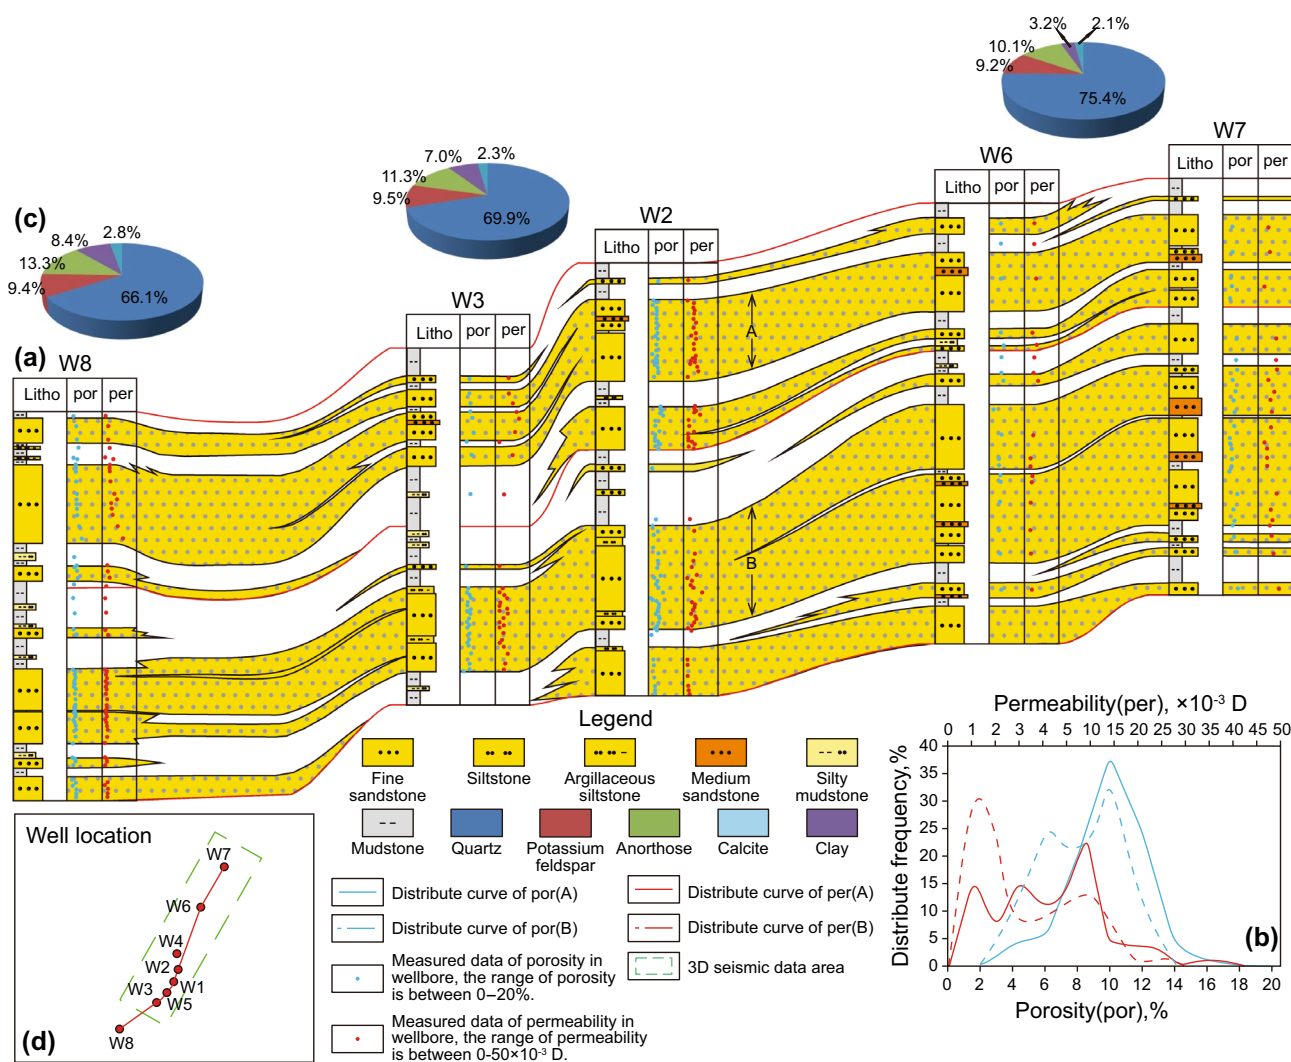 3.2%
2.1%
10.1%
9.2%
75.4%
W7
Litho por per
W6
Litho por per
7.0%
2.3%
11.3%
9.5%
69.9%
W2
Litho por per
(c)
8.4%
2.8%
13.3%
9.4%
66.1%
W3
Litho por per
(a)
W8
Litho por per
A
B
Legend
Fine sandstone
Siltstone
Argillaceous siltstone
Medium sandstone
Silty mudstone
Mudstone
Quartz
Potassium feldspar
Anorthose
Calcite
Clay
Distribute curve of por(A)
Distribute curve of per(A)
Distribute curve of por(B)
Distribute curve of per(B)
Measured data of porosity in
wellbore, the range of porosity
is between 0–20%.
3D seismic data area
Measured data of permeability in
wellbore, the range of permeability
is between 0-50×10⁻³ D.
Well location
W7
W6
W4
W2
W1
W3
W5
W8
(d)
Permeability(per), ×10⁻³ D
0 1 2 3 4 5 10 15 20 25 30 45 50
Distribute frequency,%
40
35
30
25
20
15
10
5
0
(b)
0 2 4 6 8 10 14 16 18 20
Porosity(por),%